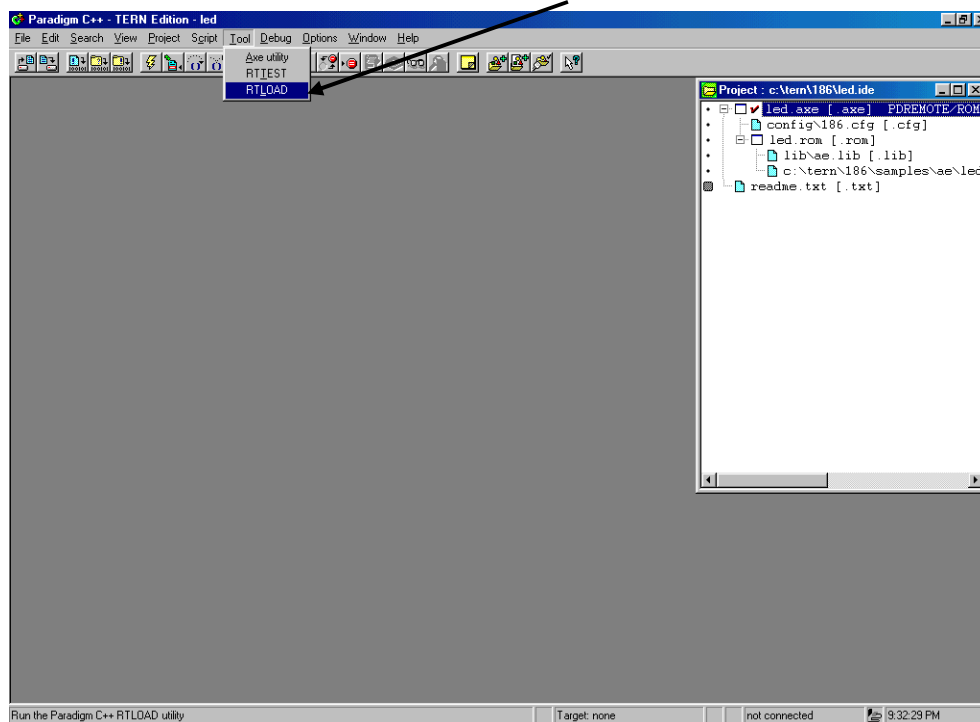 Paradigm C++ - TERN Edition - led
File Edit Search View Project Script Tool Debug Options Window Help
Axe utility
RTTEST
RTLOAD
Project : c:\tern\186\led.ide
led.axe [.axe] PDREMOTE/ROM
config\186.cfg [.cfg]
led.rom [.rom]
lib\ae.lib [.lib]
c:\tern\186\samples\ae\led
readme.txt [.txt]
Run the Paradigm C++ RTLOAD utility
Target: none
not connected
9:32:29 PM